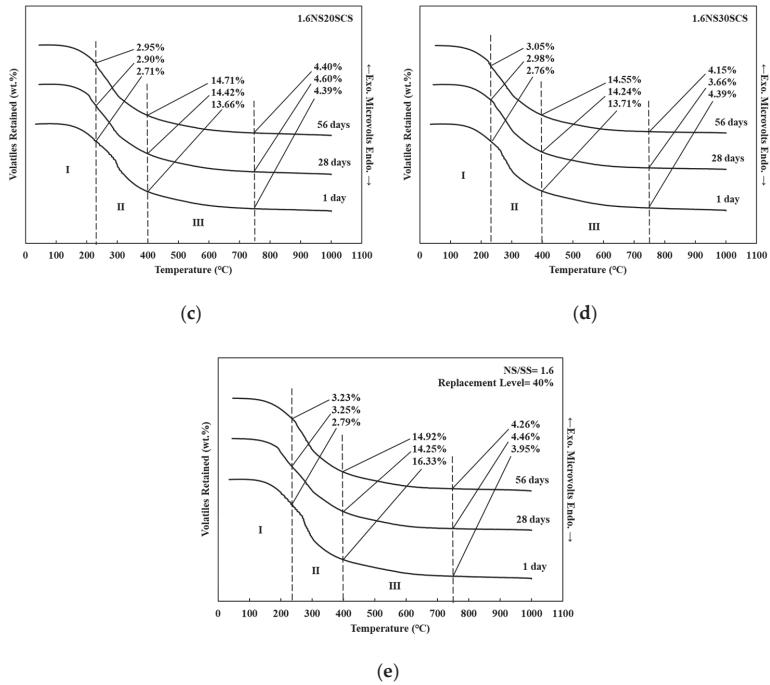 1.6NS20SCS
Volatiles Retained (wt.%)
2.95%
2.90%
2.71%
14.71%
14.42%
13.66%
4.40%
4.60%
4.39%
56 days
28 days
1 day
I
II
III
←Exo. Microvolts Endo. →
0 100 200 300 400 500 600 700 800 900 1000 1100
Temperature (℃)
(c)
1.6NS30SCS
Volatiles Retained (wt.%)
3.05%
2.98%
2.76%
14.55%
14.24%
13.71%
4.15%
3.66%
4.39%
56 days
28 days
1 day
I
II
III
←Exo. Microvolts Endo. →
0 100 200 300 400 500 600 700 800 900 1000 1100
Temperature (℃)
(d)
NS/SS= 1.6
Replacement Level= 40%
Volatiles Retained (wt.%)
3.23%
3.25%
2.79%
14.92%
14.25%
16.33%
4.26%
4.46%
3.95%
56 days
28 days
1 day
I
II
III
←Exo. Microvolts Endo. →
0 100 200 300 400 500 600 700 800 900 1000 1100
Temperature (℃)
(e)